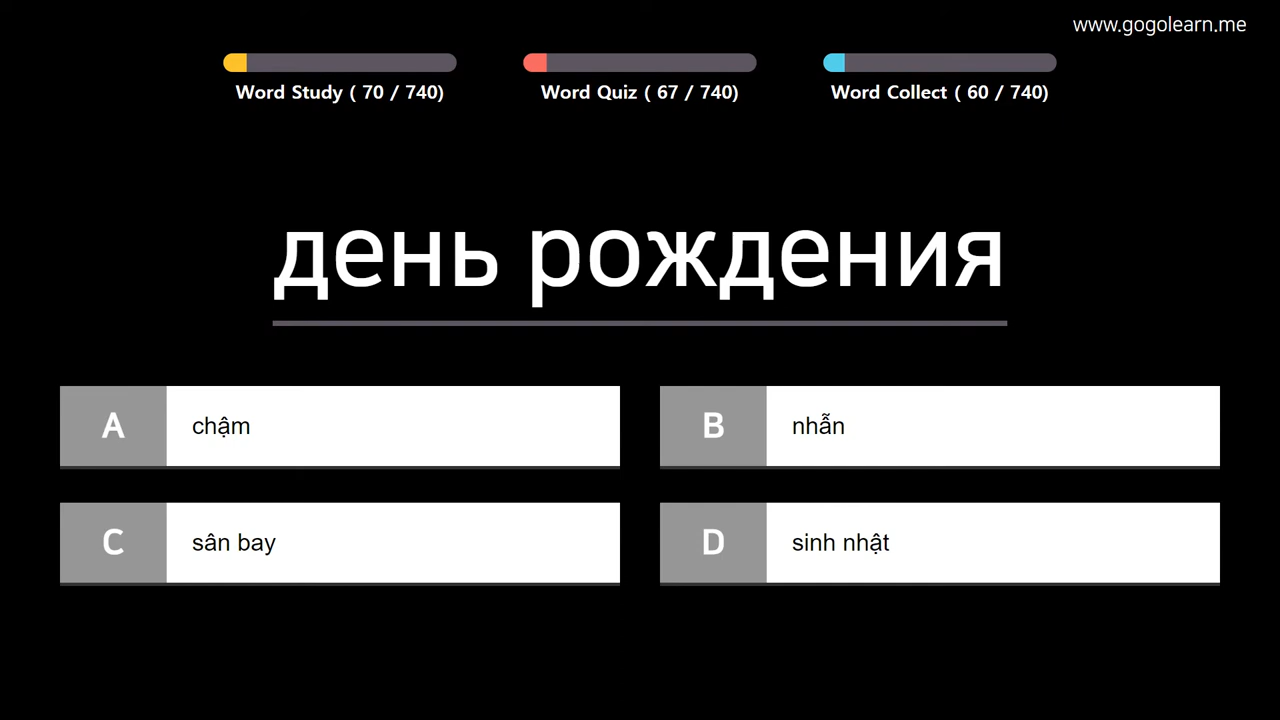 www.gogolearn.me
Word Study ( 70 / 740)
Word Quiz ( 67 / 740)
Word Collect ( 60 / 740)
день рождения
A chậm
B nhẫn
C sân bay
D sinh nhật